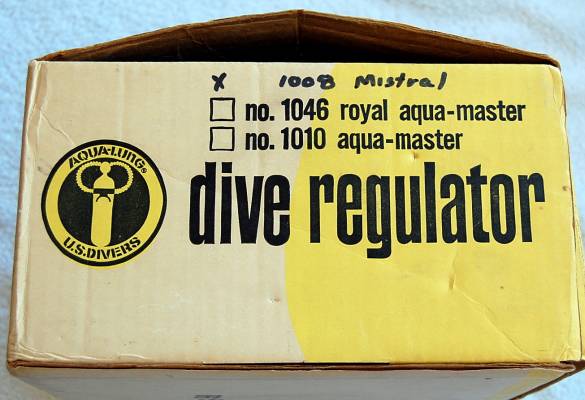 x 1008 Mistral
no. 1046 royal aqua-master
no. 1010 aqua-master
AQUA-LUNG®
U.S.DIVERS
dive regulator